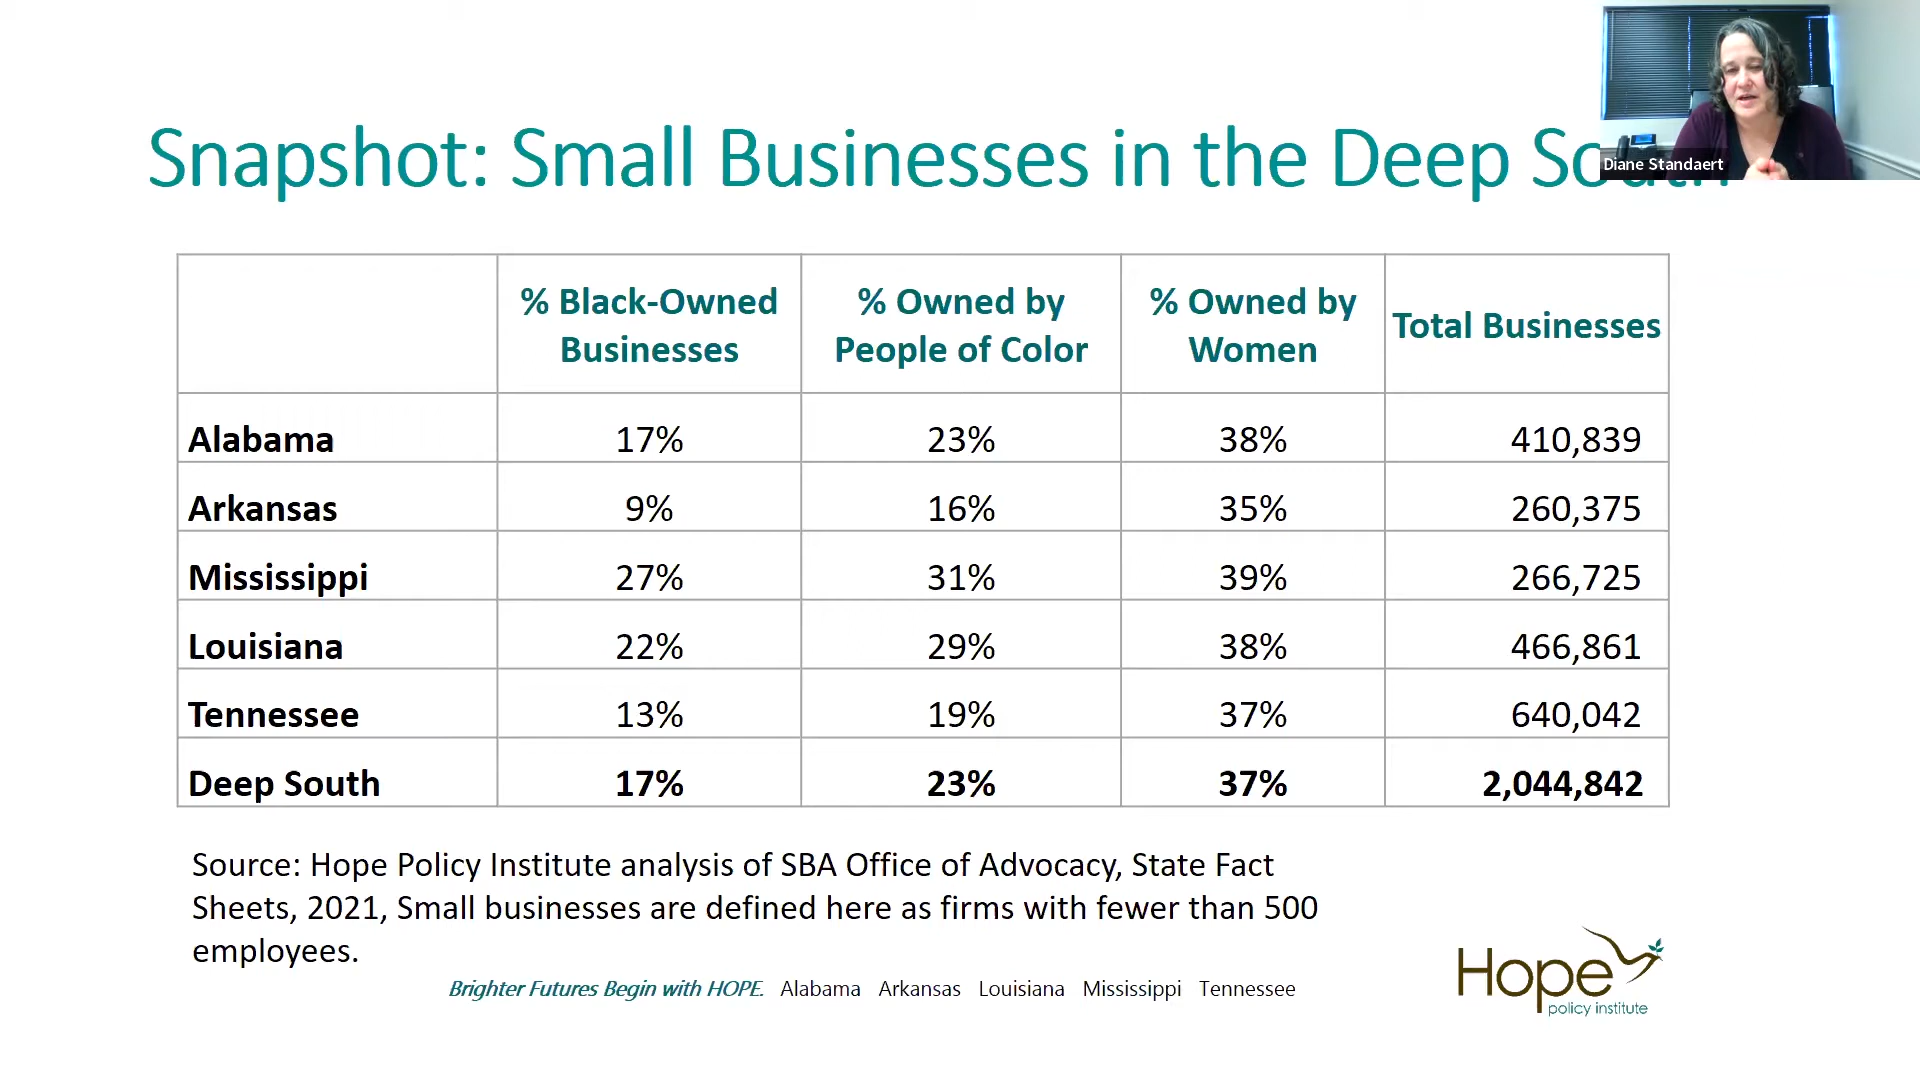 Snapshot: Small Businesses in the Deep South
Diane Standaert
% Black-Owned Businesses
% Owned by People of Color
% Owned by Women
Total Businesses
Alabama 17% 23% 38% 410,839
Arkansas 9% 16% 35% 260,375
Mississippi 27% 31% 39% 266,725
Louisiana 22% 29% 38% 466,861
Tennessee 13% 19% 37% 640,042
Deep South 17% 23% 37% 2,044,842
Source: Hope Policy Institute analysis of SBA Office of Advocacy, State Fact
Sheets, 2021, Small businesses are defined here as firms with fewer than 500
employees.
Brighter Futures Begin with HOPE. Alabama Arkansas Louisiana Mississippi Tennessee
Hope
policy institute